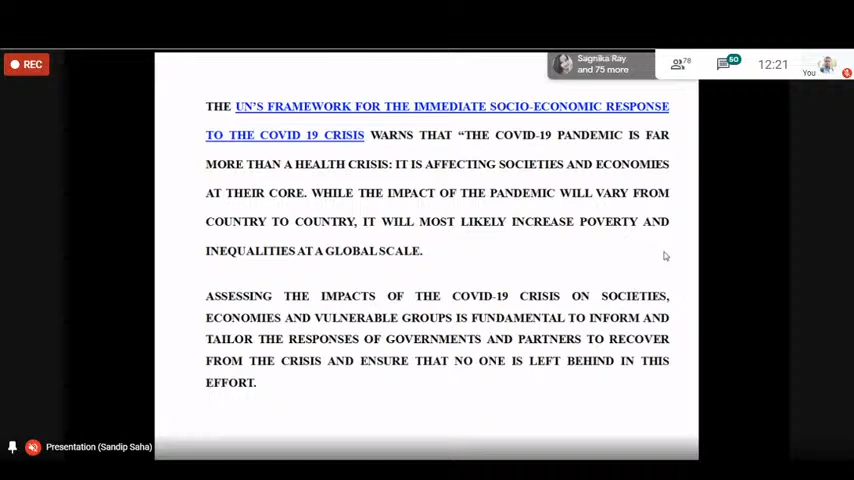 REC
Sagnika Ray
and 75 more
78
50
12:21
You
THE UN'S FRAMEWORK FOR THE IMMEDIATE SOCIO-ECONOMIC RESPONSE
TO THE COVID 19 CRISIS WARNS THAT “THE COVID-19 PANDEMIC IS FAR
MORE THAN A HEALTH CRISIS: IT IS AFFECTING SOCIETIES AND ECONOMIES
AT THEIR CORE. WHILE THE IMPACT OF THE PANDEMIC WILL VARY FROM
COUNTRY TO COUNTRY, IT WILL MOST LIKELY INCREASE POVERTY AND
INEQUALITIES AT A GLOBAL SCALE.
ASSESSING THE IMPACTS OF THE COVID-19 CRISIS ON SOCIETIES,
ECONOMIES AND VULNERABLE GROUPS IS FUNDAMENTAL TO INFORM AND
TAILOR THE RESPONSES OF GOVERNMENTS AND PARTNERS TO RECOVER
FROM THE CRISIS AND ENSURE THAT NO ONE IS LEFT BEHIND IN THIS
EFFORT.
Presentation (Sandip Saha)